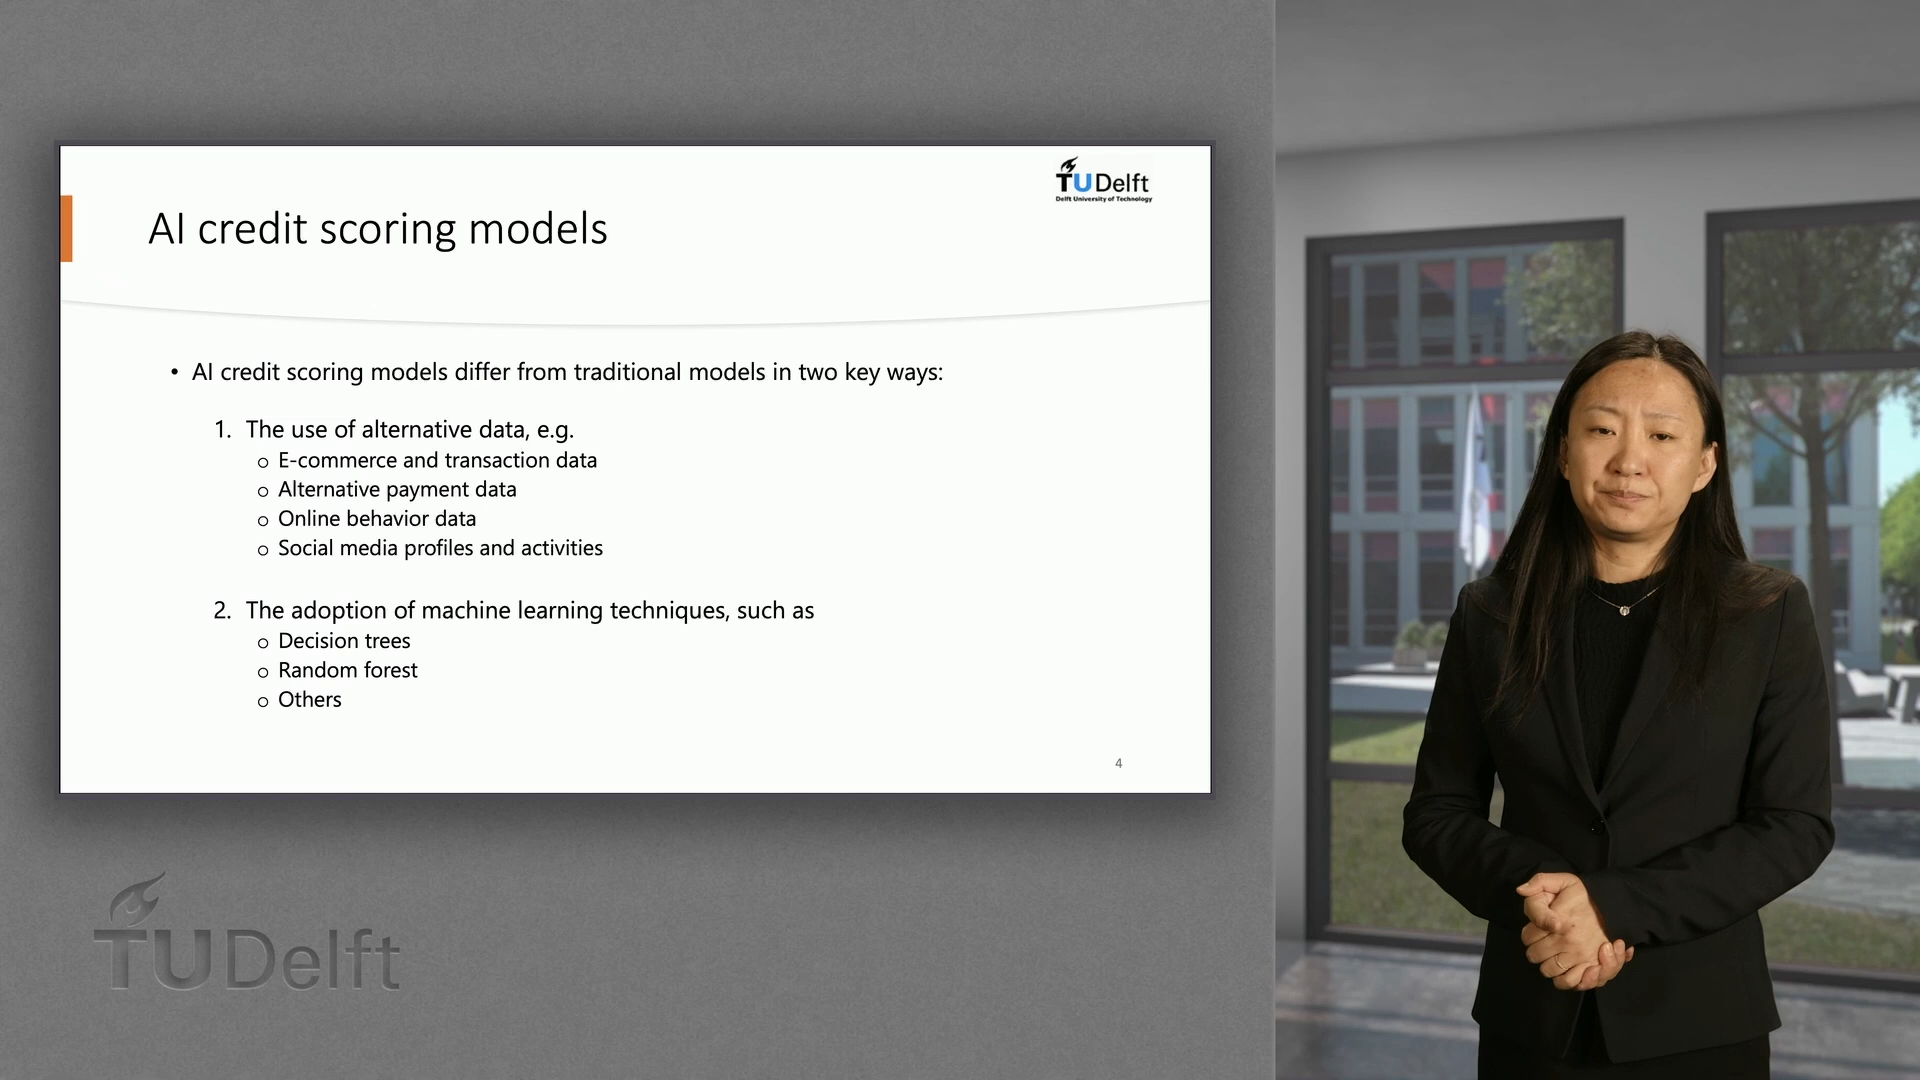 TUDelft
Delft University of Technology
AI credit scoring models
• AI credit scoring models differ from traditional models in two key ways:
1. The use of alternative data, e.g.
o E-commerce and transaction data
o Alternative payment data
o Online behavior data
o Social media profiles and activities
2. The adoption of machine learning techniques, such as
o Decision trees
o Random forest
o Others
4
TUDelft